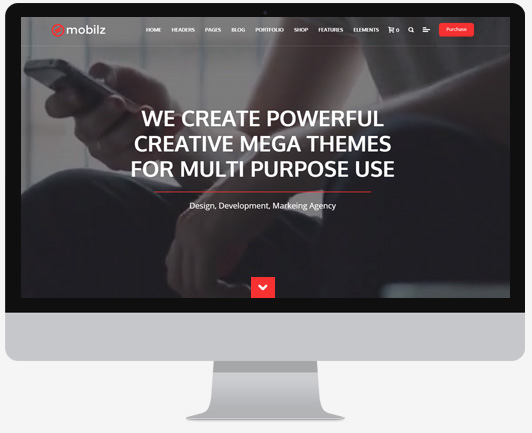 mobilz
HOME HEADERS PAGES BLOG PORTFOLIO SHOP FEATURES ELEMENTS 0 Purchase
WE CREATE POWERFUL
CREATIVE MEGA THEMES
FOR MULTI PURPOSE USE
Design, Development, Markeing Agency